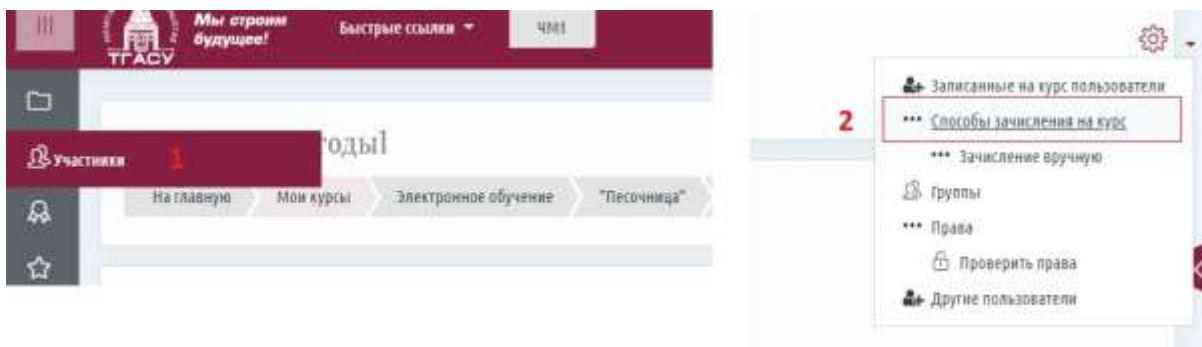 Мы строим
будущее!
ТГАСУ
Быстрые ссылки
ЧМ1
Участники 1
годы]
На главную Мои курсы Электронное обучение "Песочница"
Записанные на курс пользователи
2 Способы зачисления на курс
Зачисление вручную
Группы
Права
Проверить права
Другие пользователи